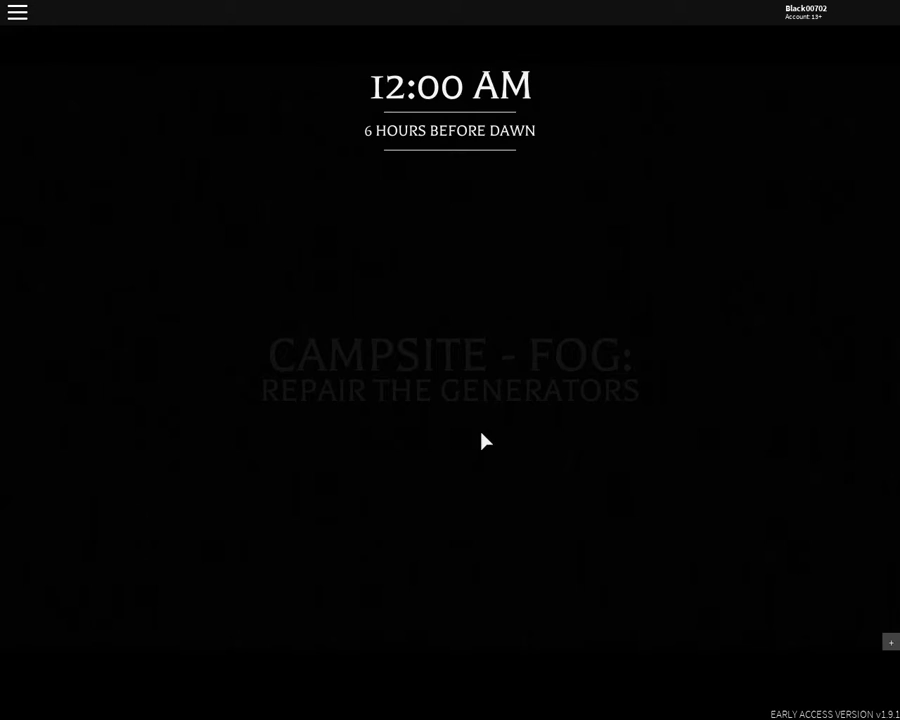 Black00702
Account: 13+
12:00 AM
6 HOURS BEFORE DAWN
CAMPSITE - FOG:
REPAIR THE GENERATORS
+
EARLY ACCESS VERSION v1.9.1